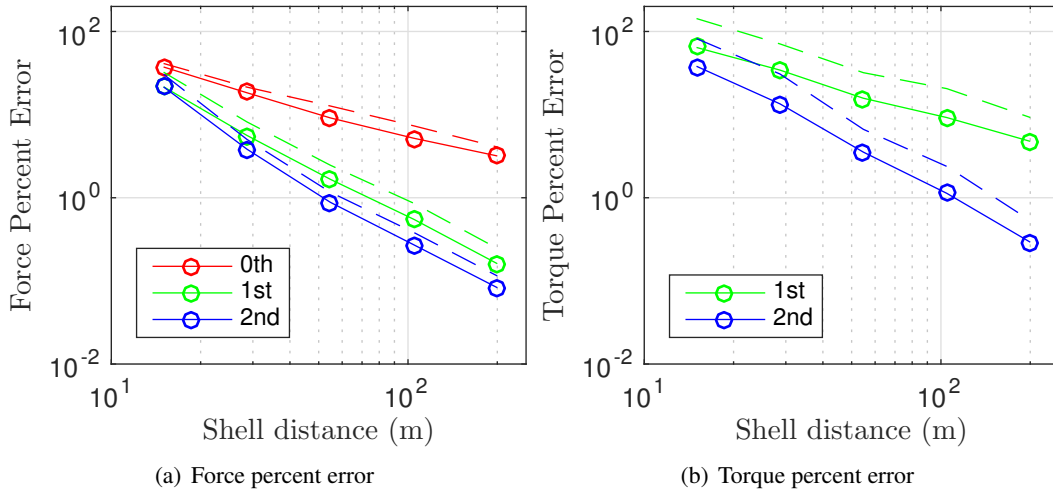 Force Percent Error
10^2
10^0
10^-2
0th
1st
2nd
10^1
10^2
Shell distance (m)
(a) Force percent error
Torque Percent Error
10^2
10^0
10^-2
1st
2nd
10^1
10^2
Shell distance (m)
(b) Torque percent error